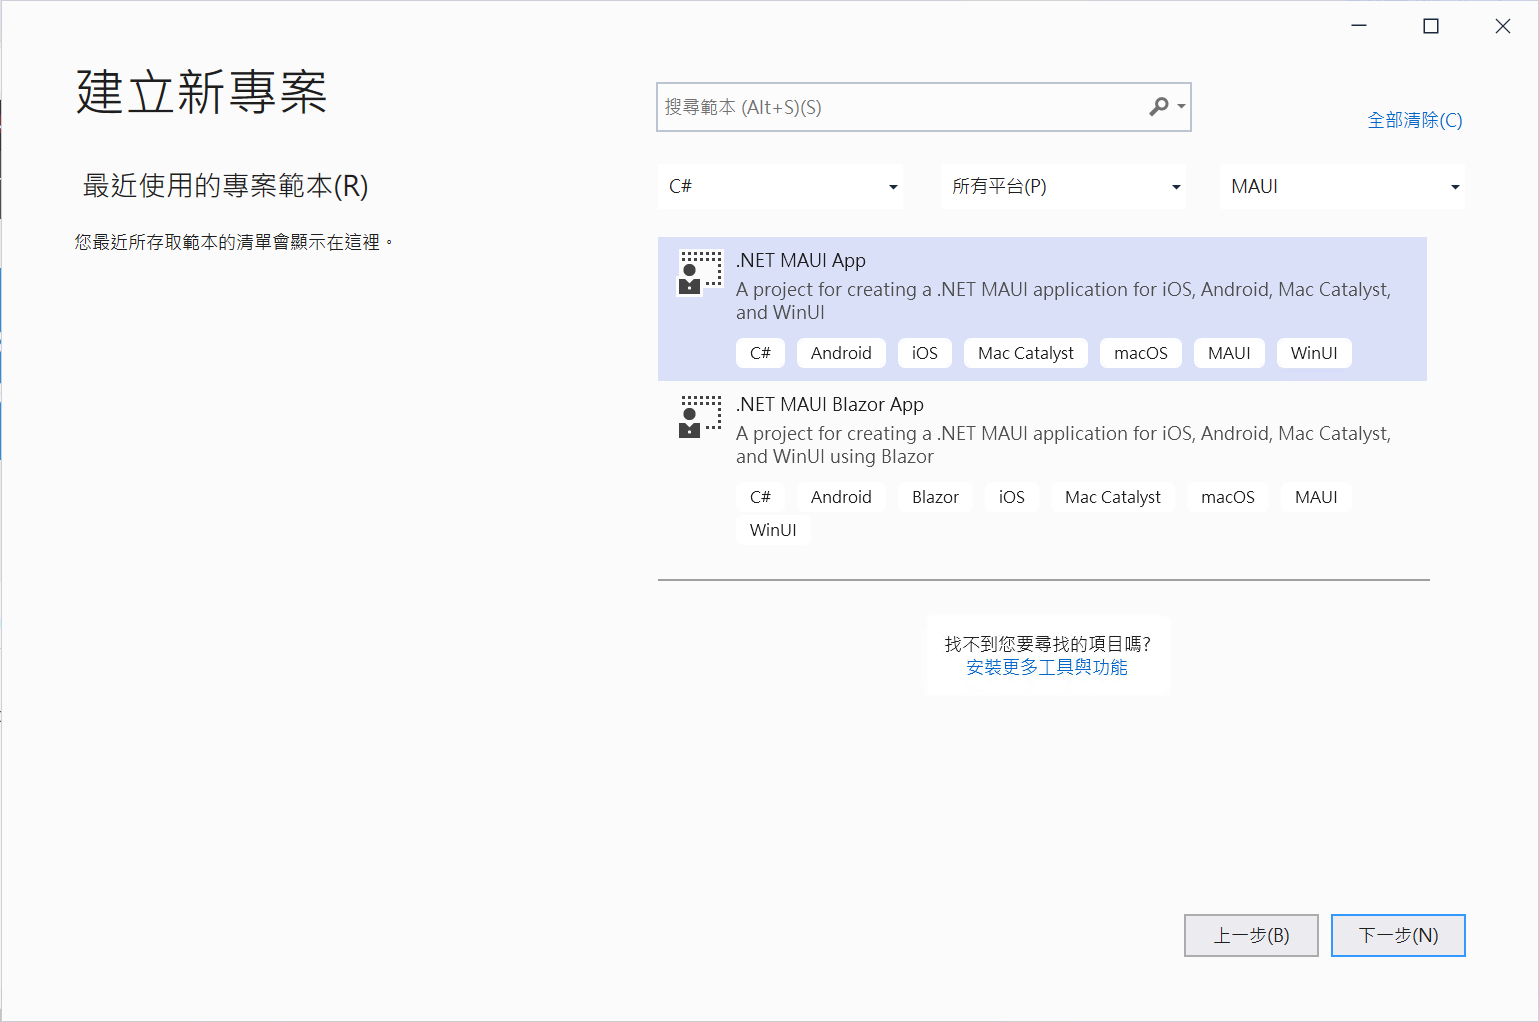 建立新專案
最近使用的專案範本(R)
您最近所存取範本的清單會顯示在這裡。
搜尋範本 (Alt+S)(S)
全部清除(C)
C#
所有平台(P)
MAUI
.NET MAUI App
A project for creating a .NET MAUI application for iOS, Android, Mac Catalyst,
and WinUI
C# Android iOS Mac Catalyst macOS MAUI WinUI
.NET MAUI Blazor App
A project for creating a .NET MAUI application for iOS, Android, Mac Catalyst,
and WinUI using Blazor
C# Android Blazor iOS Mac Catalyst macOS MAUI
WinUI
找不到您要尋找的項目嗎?
安裝更多工具與功能
上一步(B)
下一步(N)